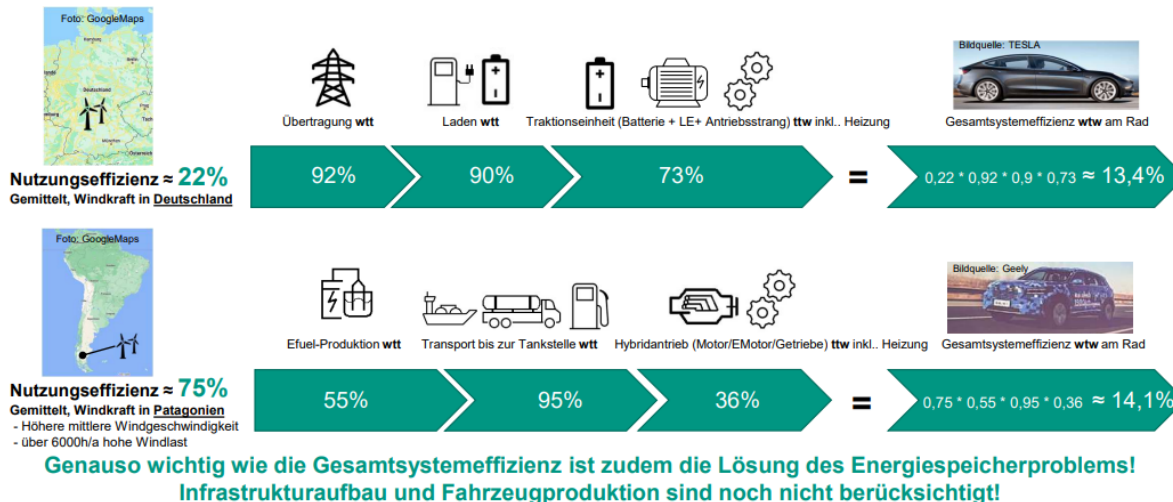 Foto: GoogleMaps
Bildquelle: TESLA
Übertragung wtt
Laden wtt
Traktionseinheit (Batterie + LE+ Antriebsstrang) ttw inkl.. Heizung
Gesamtsystemeffizienz wtw am Rad
Nutzungseffizienz ≈ 22%
Gemittelt, Windkraft in Deutschland
92%
90%
73%
=
0,22 * 0,92 * 0,9 * 0,73 ≈ 13,4%
Foto: GoogleMaps
Bildquelle: Geely
Efuel-Produktion wtt
Transport bis zur Tankstelle wtt
Hybridantrieb (Motor/EMotor/Getriebe) ttw inkl.. Heizung
Gesamtsystemeffizienz wtw am Rad
Nutzungseffizienz ≈ 75%
Gemittelt, Windkraft in Patagonien
- Höhere mittlere Windgeschwindigkeit
- über 6000h/a hohe Windlast
55%
95%
36%
=
0,75 * 0,55 * 0,95 * 0,36 ≈ 14,1%
Genauso wichtig wie die Gesamtsystemeffizienz ist zudem die Lösung des Energiespeicherproblems!
Infrastrukturaufbau und Fahrzeugproduktion sind noch nicht berücksichtigt!